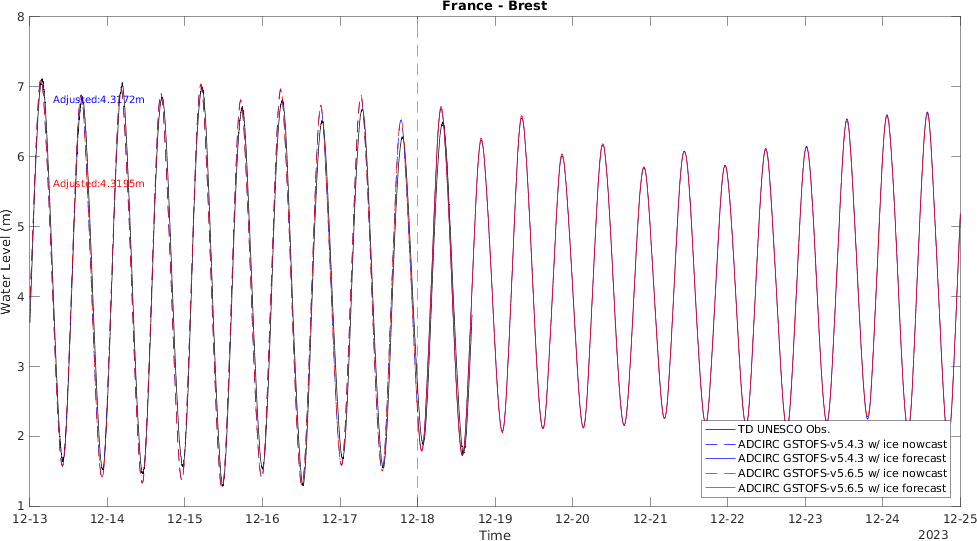 France - Brest
8
7
6
5
4
3
2
1
Water Level (m)
Adjusted:4.3172m
Adjusted:4.3195m
TD UNESCO Obs.
ADCIRC GSTOFS-v5.4.3 w/ ice nowcast
ADCIRC GSTOFS-v5.4.3 w/ ice forecast
ADCIRC GSTOFS-v5.6.5 w/ ice nowcast
ADCIRC GSTOFS-v5.6.5 w/ ice forecast
12-13 12-14 12-15 12-16 12-17 12-18 12-19 12-20 12-21 12-22 12-23 12-24 12-25
Time
2023